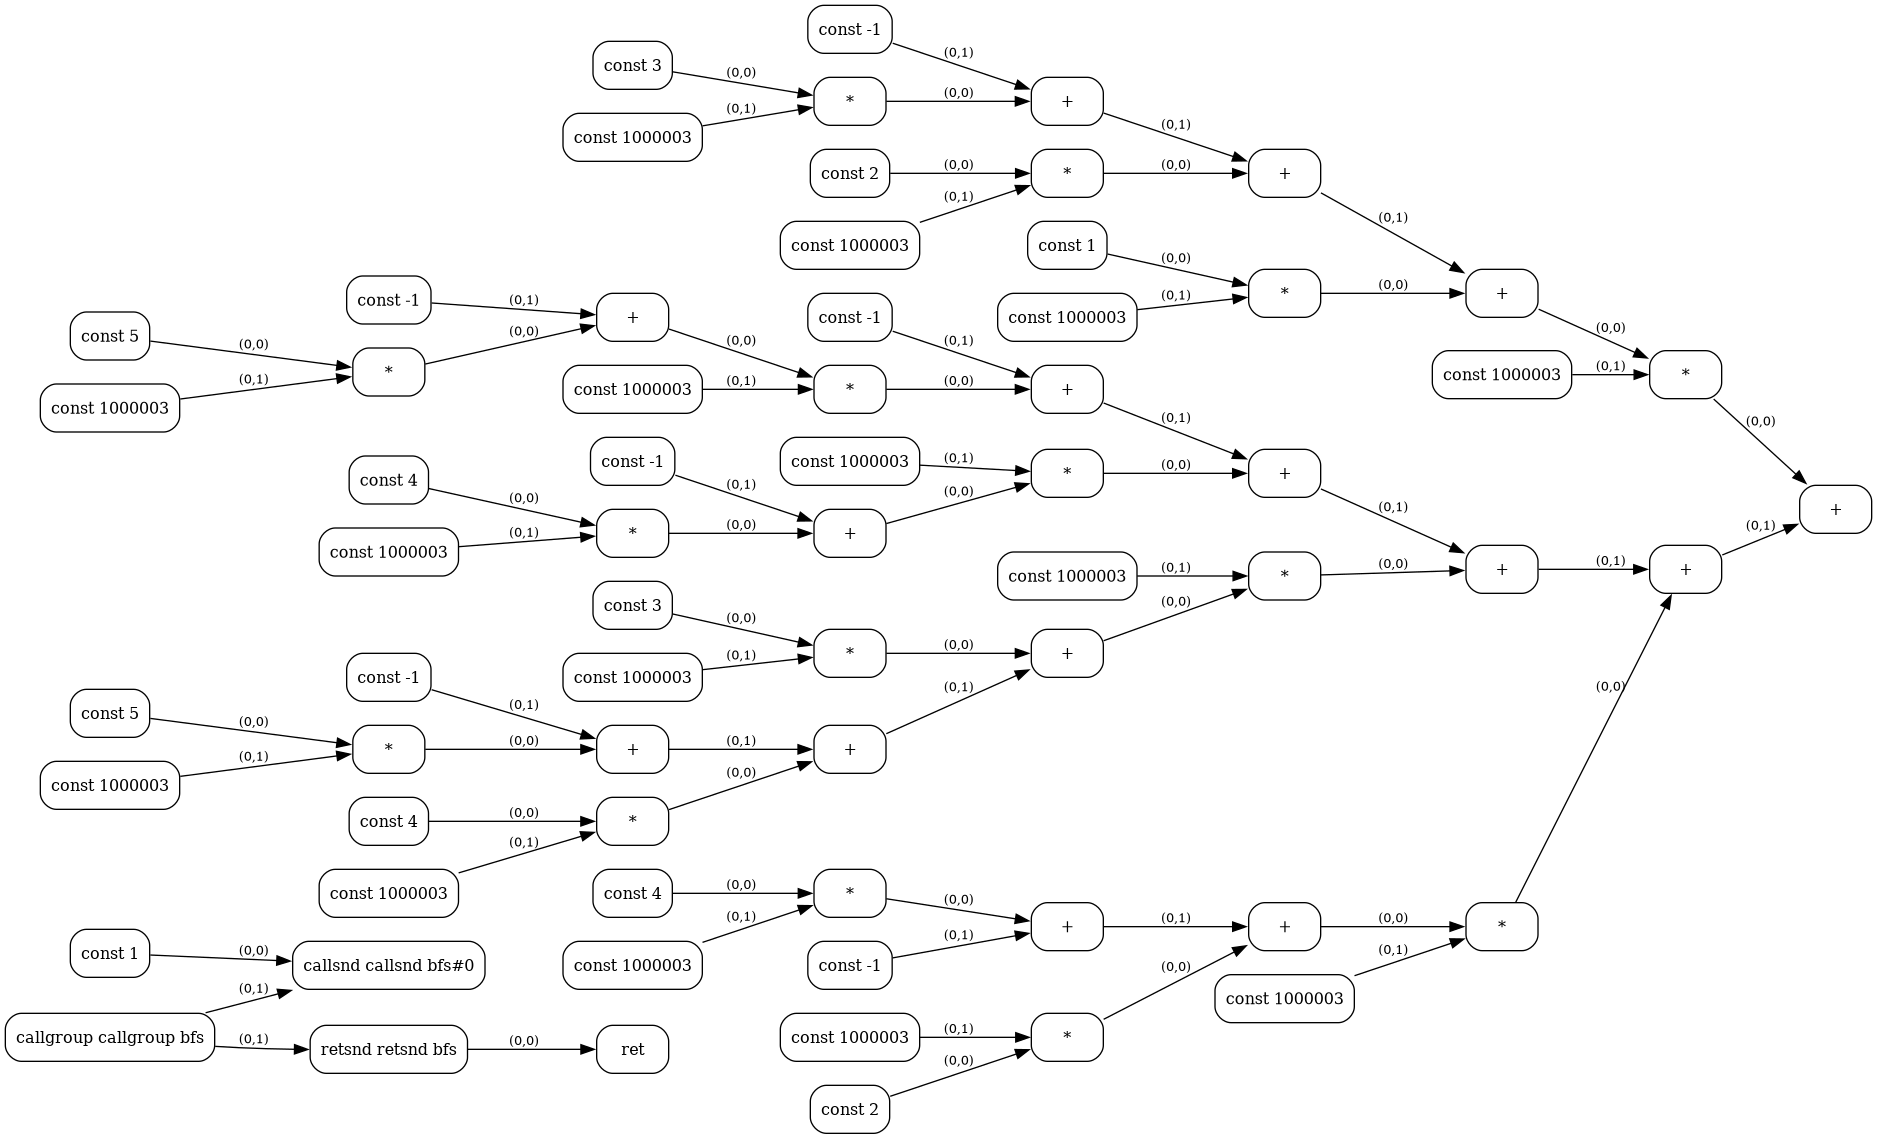 const -1
(0,1)
const 3
(0,0)
*
(0,0)
+
const 1000003
(0,1)
(0,1)
const 2
(0,0)
*
(0,0)
+
(0,1)
const 1000003
(0,1)
const 1
(0,0)
*
(0,0)
+
const 1000003
(0,1)
(0,0)
const -1
(0,1)
+
(0,0)
const -1
(0,1)
const 5
(0,0)
*
(0,0)
const 1000003
(0,1)
const 1000003
(0,1)
*
(0,0)
+
(0,1)
const 1000003
(0,1)
*
(0,0)
const 4
(0,0)
const -1
(0,1)
const 1000003
(0,1)
*
(0,0)
+
(0,1)
(0,0)
+
const 1000003
(0,1)
*
(0,0)
+
(0,0)
(0,1)
const 1000003
(0,1)
*
(0,0)
+
(0,1)
+
(0,1)
(0,0)
const 3
(0,0)
*
(0,0)
+
const 1000003
(0,1)
(0,1)
(0,0)
const -1
(0,1)
const 5
(0,0)
*
(0,0)
+
(0,1)
+
const 1000003
(0,1)
(0,0)
const 4
(0,0)
*
const 1000003
(0,1)
const 4
(0,0)
*
(0,0)
+
(0,1)
+
(0,0)
*
const 1000003
(0,1)
const -1
(0,1)
(0,0)
const 1000003
(0,1)
const 1
(0,0)
callsnd callsnd bfs#0
(0,1)
callgroup callgroup bfs
(0,1)
retsnd retsnd bfs
(0,0)
ret
const 1000003
(0,1)
*
(0,0)
const 2